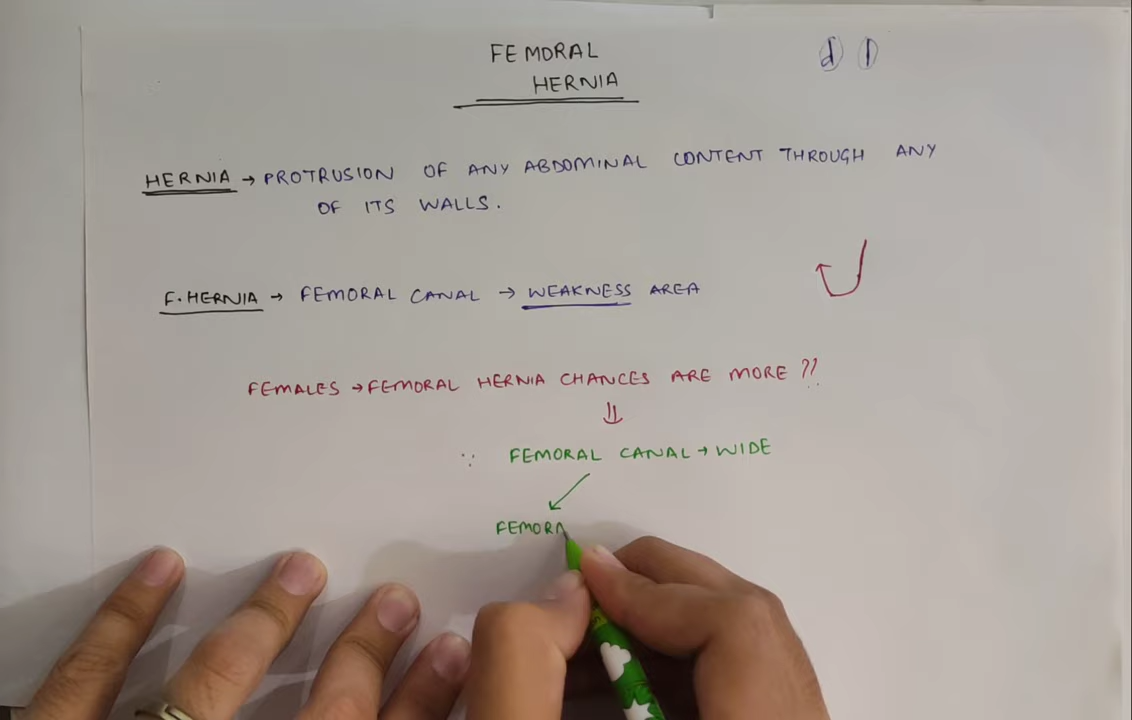 FEMORAL
HERNIA
d 1
HERNIA → PROTRUSION OF ANY ABDOMINAL CONTENT THROUGH ANY
OF ITS WALLS.
F. HERNIA → FEMORAL CANAL → WEAKNESS AREA
FEMALES → FEMORAL HERNIA CHANCES ARE MORE ??
∵ FEMORAL CANAL → WIDE
FEMORA